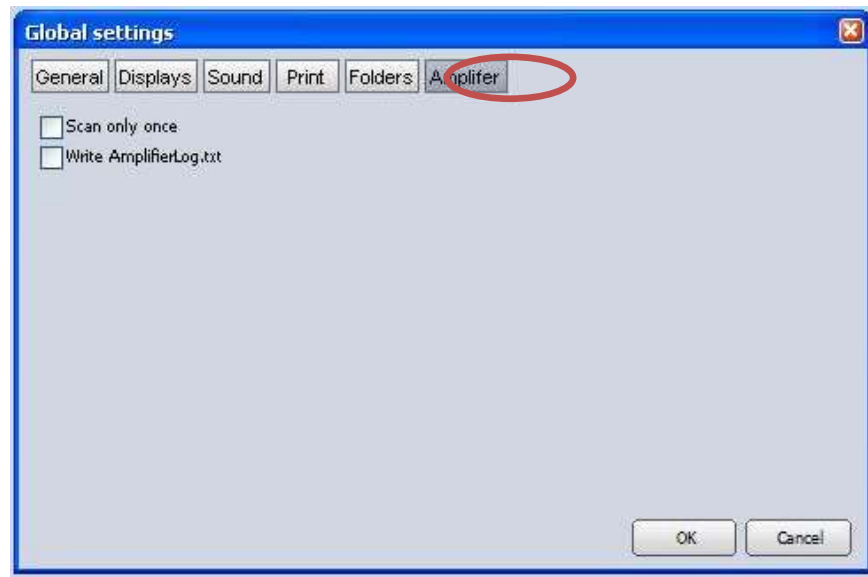 Global settings
General Displays Sound Print Folders Amplifer
Scan only once
Write AmplifierLog.txt
OK Cancel